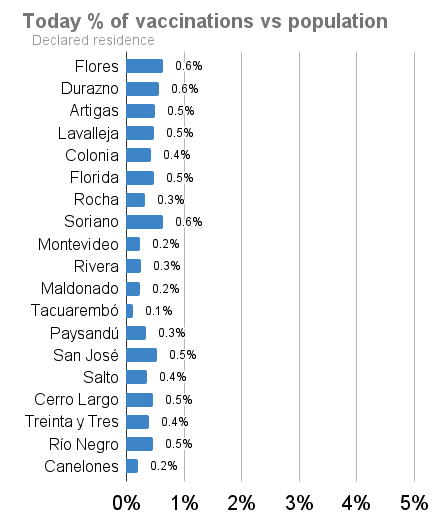 Today % of vaccinations vs population
Declared residence
Flores 0.6%
Durazno 0.6%
Artigas 0.5%
Lavalleja 0.5%
Colonia 0.4%
Florida 0.5%
Rocha 0.3%
Soriano 0.6%
Montevideo 0.2%
Rivera 0.3%
Maldonado 0.2%
Tacuarembó 0.1%
Paysandú 0.3%
San José 0.5%
Salto 0.4%
Cerro Largo 0.5%
Treinta y Tres 0.4%
Río Negro 0.5%
Canelones 0.2%
0% 1% 2% 3% 4% 5%